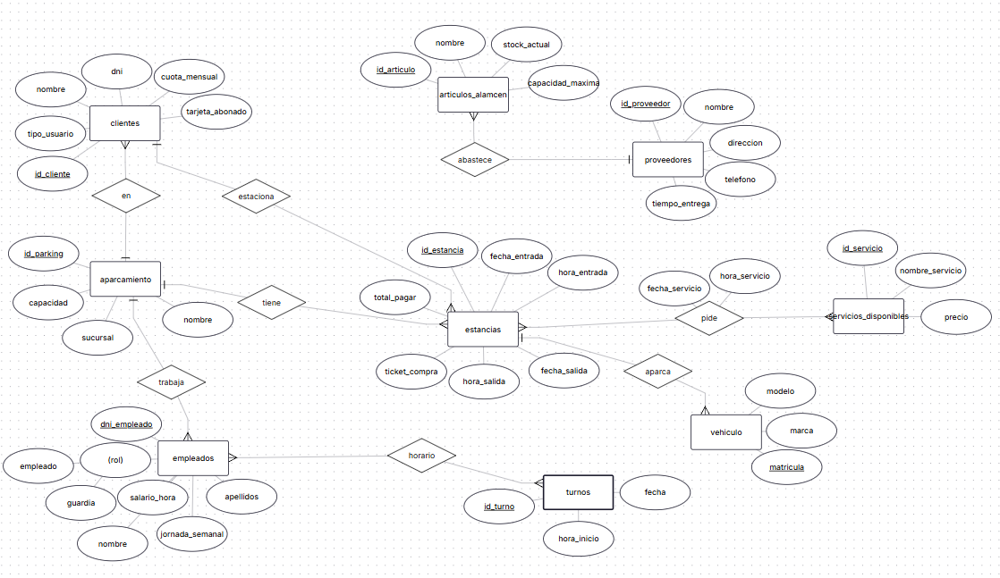 nombre
stock_actual
id_articulo
capacidad_maxima
articulos_alamcen
dni
cuota_mensual
nombre
tarjeta_abonado
clientes
tipo_usuario
id_cliente
id_proveedor
nombre
direccion
proveedores
telefono
tiempo_entrega
abastece
en
estaciona
id_parking
aparcamiento
capacidad
sucursal
nombre
tiene
id_estancia
fecha_entrada
hora_entrada
total_pagar
estancias
ticket_compra
hora_salida
fecha_salida
fecha_servicio
hora_servicio
pide
id_servicio
nombre_servicio
servicios_disponibles
precio
aparca
trabaja
modelo
vehiculo
marca
matricula
dni_empleado
empleado
(rol)
empleados
guardia
salario_hora
apellidos
nombre
jornada_semanal
horario
turnos
fecha
id_turno
hora_inicio